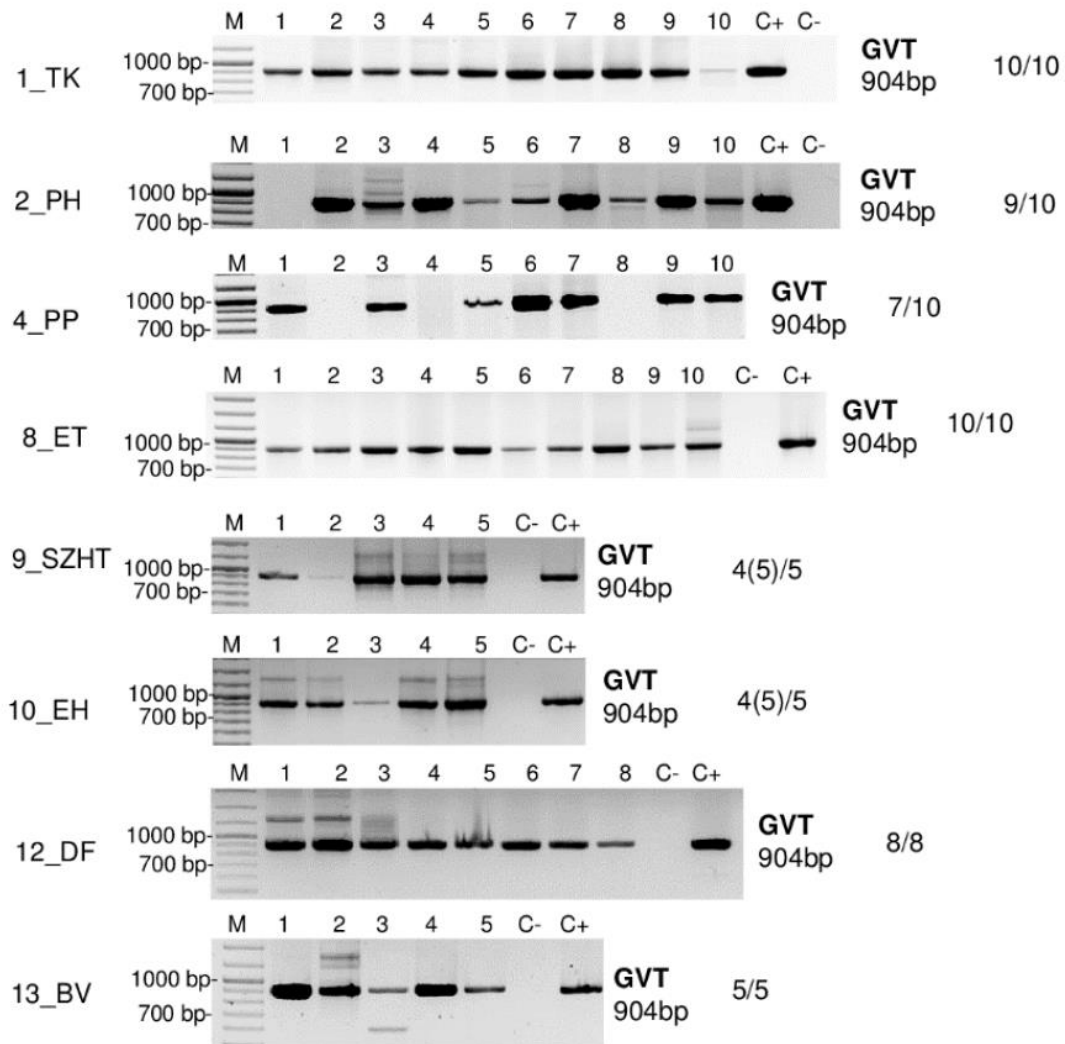 M 1 2 3 4 5 6 7 8 9 10 C+ C-
1_TK 1000 bp- GVT 10/10
700 bp- 904bp
M 1 2 3 4 5 6 7 8 9 10 C+ C-
2_PH 1000 bp- GVT 9/10
700 bp- 904bp
M 1 2 3 4 5 6 7 8 9 10
4_PP 1000 bp- GVT 7/10
700 bp- 904bp
M 1 2 3 4 5 6 7 8 9 10 C- C+
8_ET 1000 bp- GVT 10/10
700 bp- 904bp
M 1 2 3 4 5 C- C+
9_SZHT 1000 bp- GVT 4(5)/5
700 bp- 904bp
M 1 2 3 4 5 C- C+
10_EH 1000 bp- GVT 4(5)/5
700 bp- 904bp
M 1 2 3 4 5 6 7 8 C- C+
12_DF 1000 bp- GVT 8/8
700 bp- 904bp
M 1 2 3 4 5 C- C+
13_BV 1000 bp- GVT 5/5
700 bp- 904bp